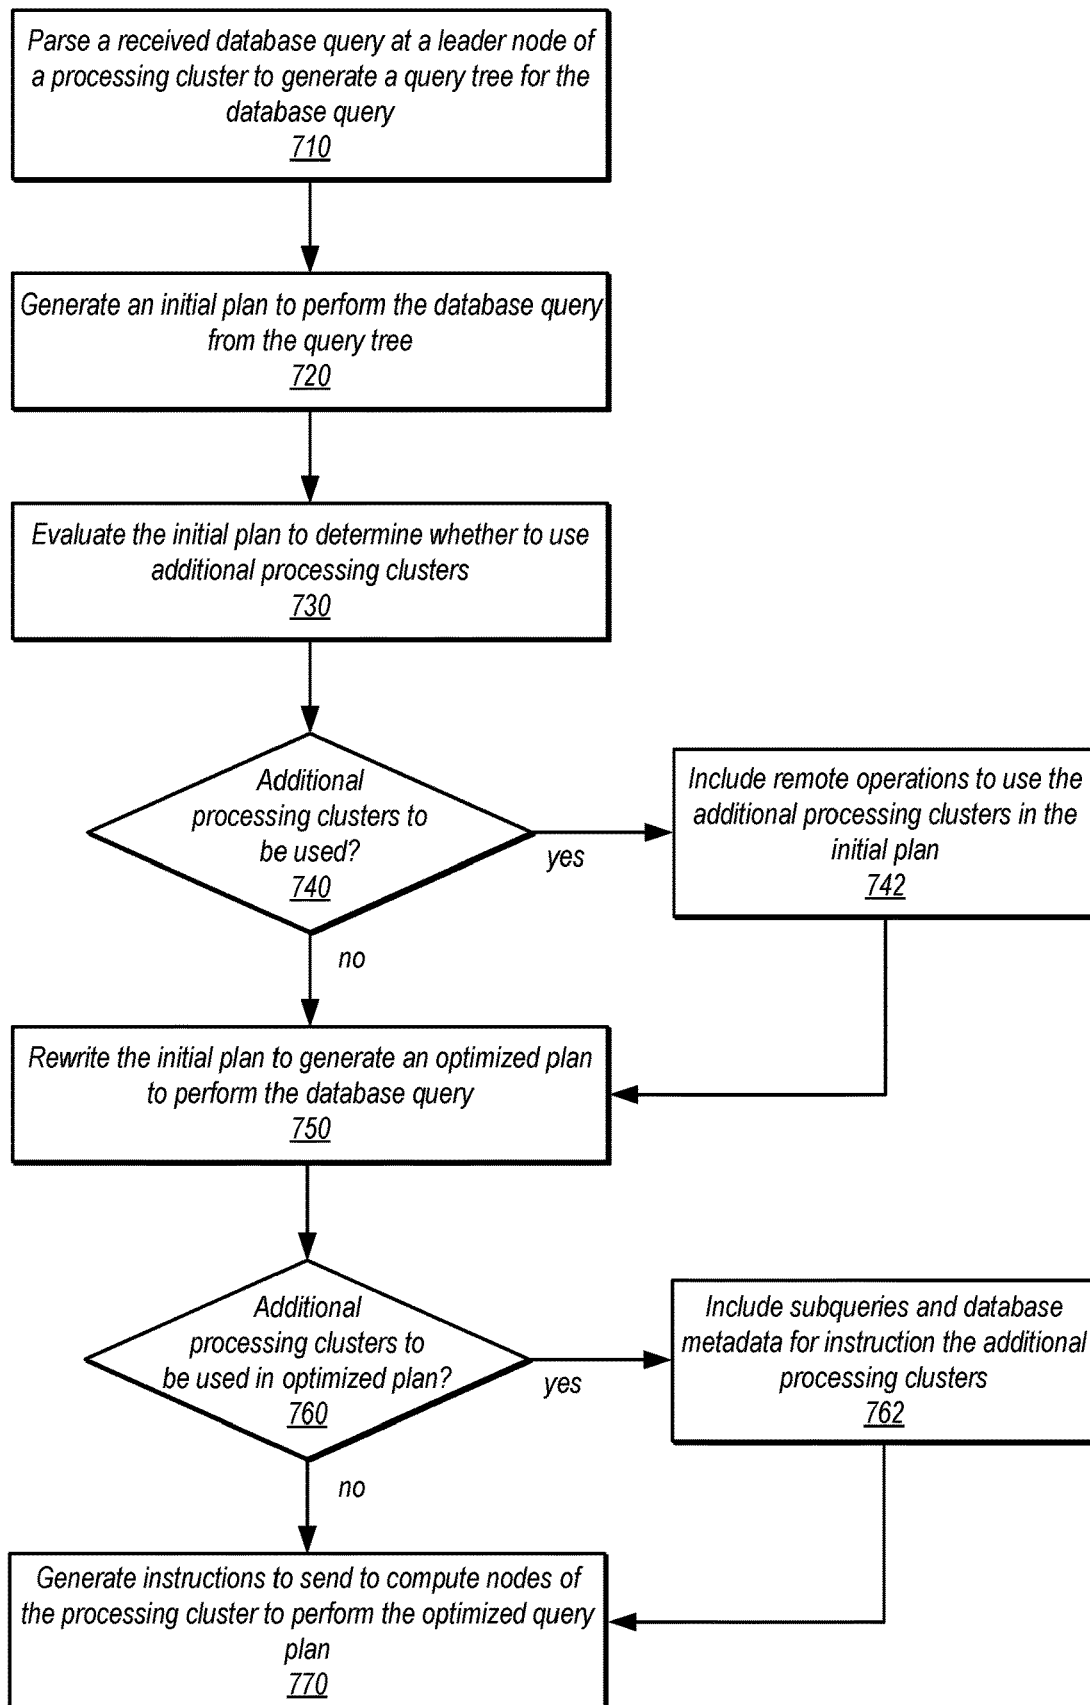 Parse a received database query at a leader node of
a processing cluster to generate a query tree for the
database query
710
Generate an initial plan to perform the database query
from the query tree
720
Evaluate the initial plan to determine whether to use
additional processing clusters
730
Additional
processing clusters to
be used?
740
yes
Include remote operations to use the
additional processing clusters in the
initial plan
742
no
Rewrite the initial plan to generate an optimized plan
to perform the database query
750
Additional
processing clusters to
be used in optimized plan?
760
yes
Include subqueries and database
metadata for instruction the additional
processing clusters
762
no
Generate instructions to send to compute nodes of
the processing cluster to perform the optimized query
plan
770